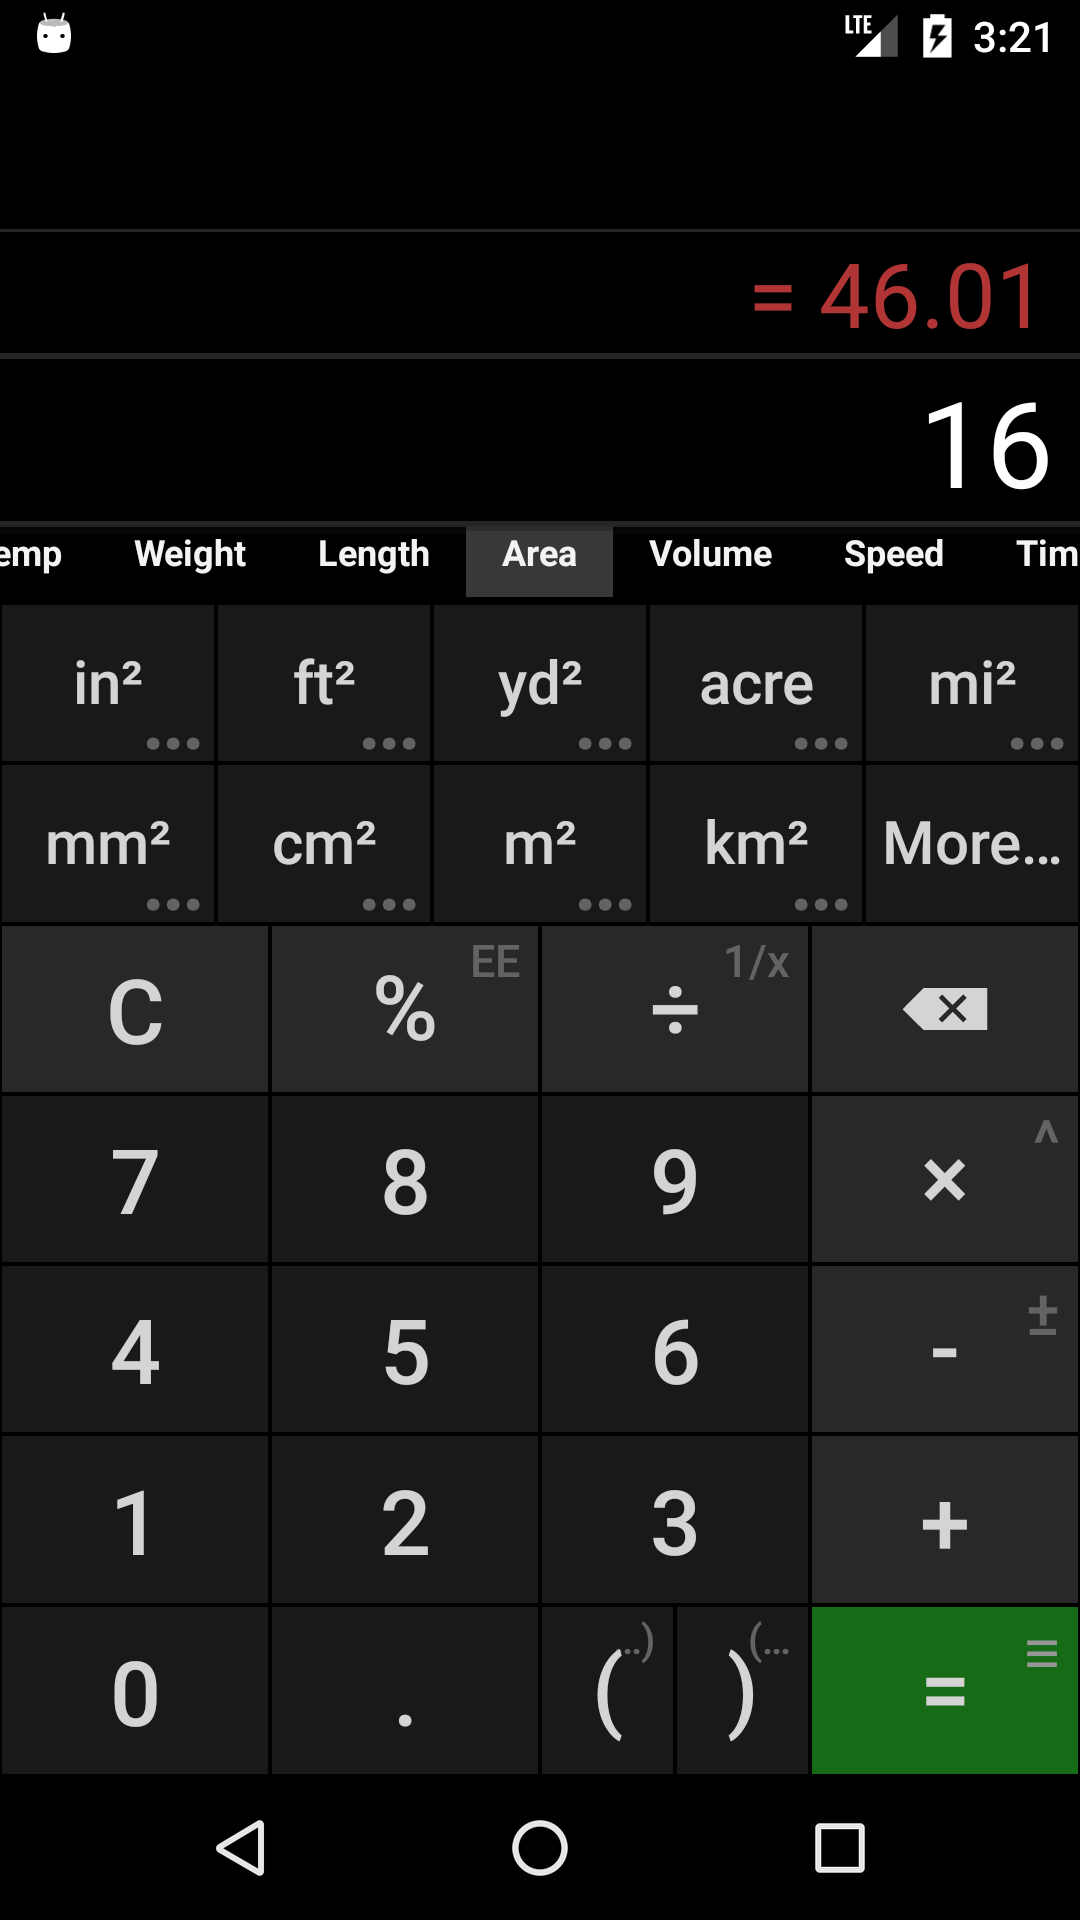 LTE 3:21
= 46.01
16
emp Weight Length Area Volume Speed Tim
in² ft² yd² acre mi²
mm² cm² m² km² More...
C % EE ÷ 1/x
7 8 9 × ^
4 5 6 - ±
1 2 3 +
0 . ( ..) ) (... =